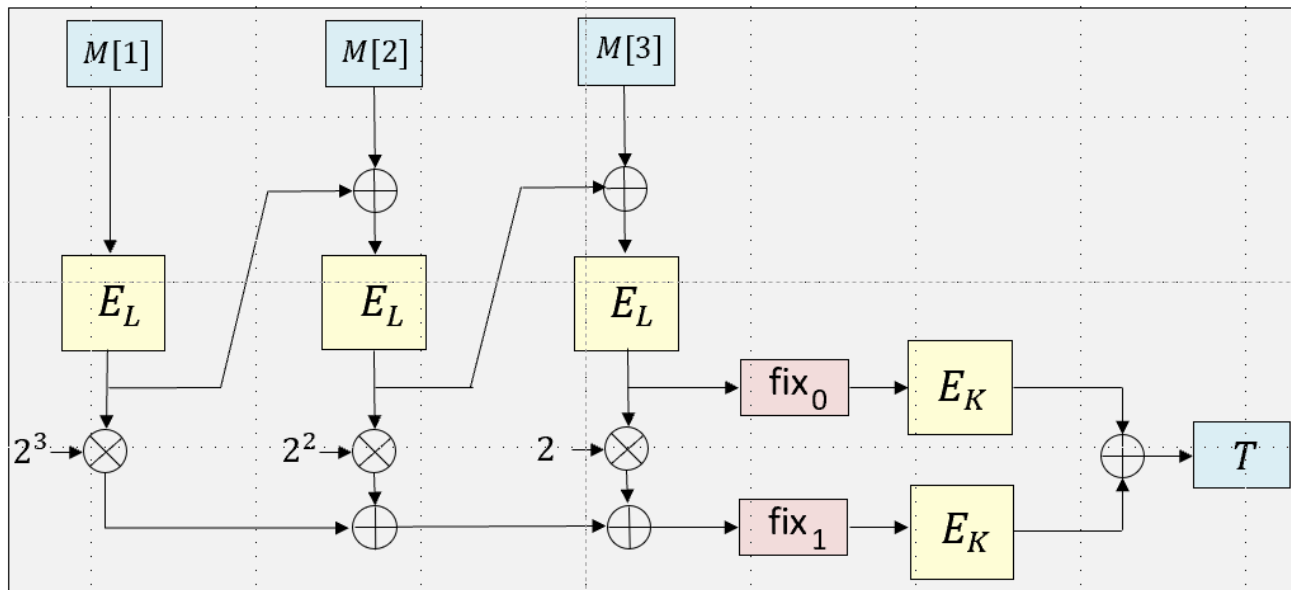 M[1] M[2] M[3]
E_L E_L E_L
fix_0 E_K
2^3 2^2 2 T
fix_1 E_K